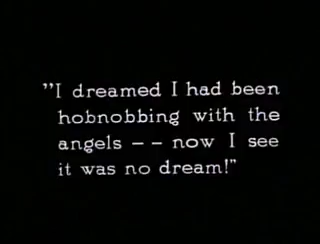 "I dreamed I had been
hobnobbing with the
angels -- now I see
it was no dream!"